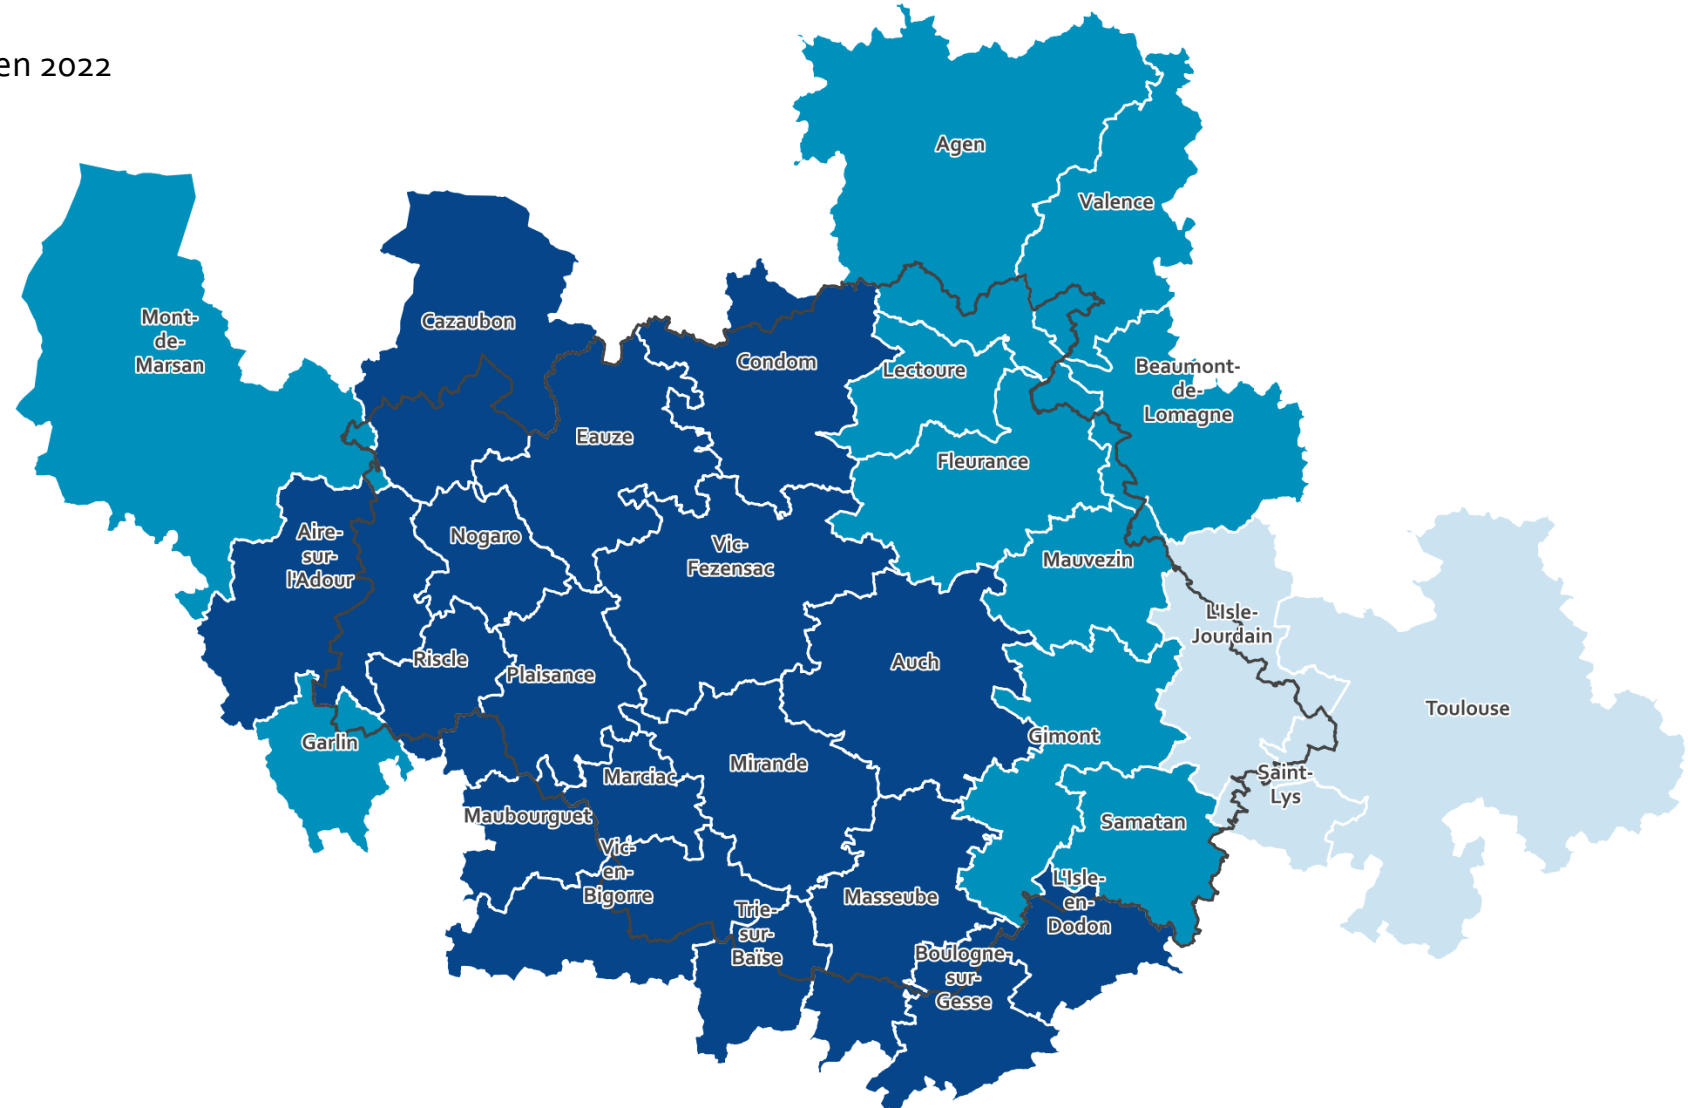 en 2022
Agen
Valence
Mont-
de-
Marsan
Cazaubon
Condom
Lectoure
Beaumont-
de-
Lomagne
Eauze
Fleurance
Aire-
sur-
l'Adour
Nogaro
Vic-
Fezensac
Mauvezin
L'Isle-
Jourdain
Riscle
Plaisance
Auch
Toulouse
Garlin
Gimont
Marciac
Mirande
Saint-
Lys
Maubourguet
Samatan
Vic-
en-
Bigorre
Masseube
L'Isle-
en-
Dodon
Trie-
sur-
Baïse
Boulogne-
sur-
Gesse